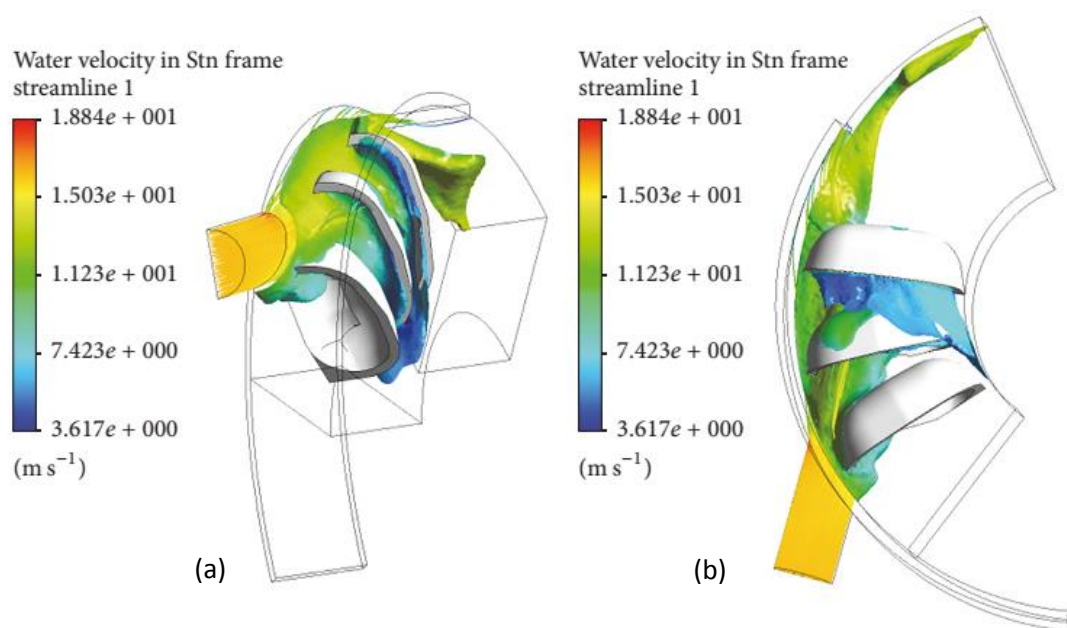 Water velocity in Stn frame
streamline 1
1.884e + 001
1.503e + 001
1.123e + 001
7.423e + 000
3.617e + 000
(m s⁻¹)
(a)
Water velocity in Stn frame
streamline 1
1.884e + 001
1.503e + 001
1.123e + 001
7.423e + 000
3.617e + 000
(m s⁻¹)
(b)